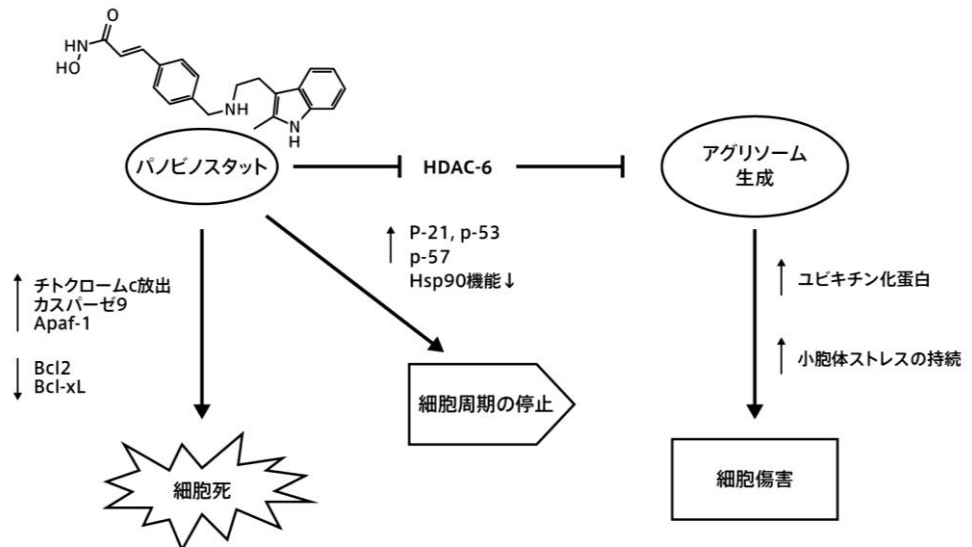 O
HN
HO
NH
N
H
パノビノスタット
HDAC-6
アグリソーム
生成
P-21, p-53
p-57
Hsp90機能↓
チトクロームc放出
カスパーゼ9
Apaf-1
Bcl2
Bcl-xL
ユビキチン化蛋白
小胞体ストレスの持続
細胞周期の停止
細胞死
細胞傷害